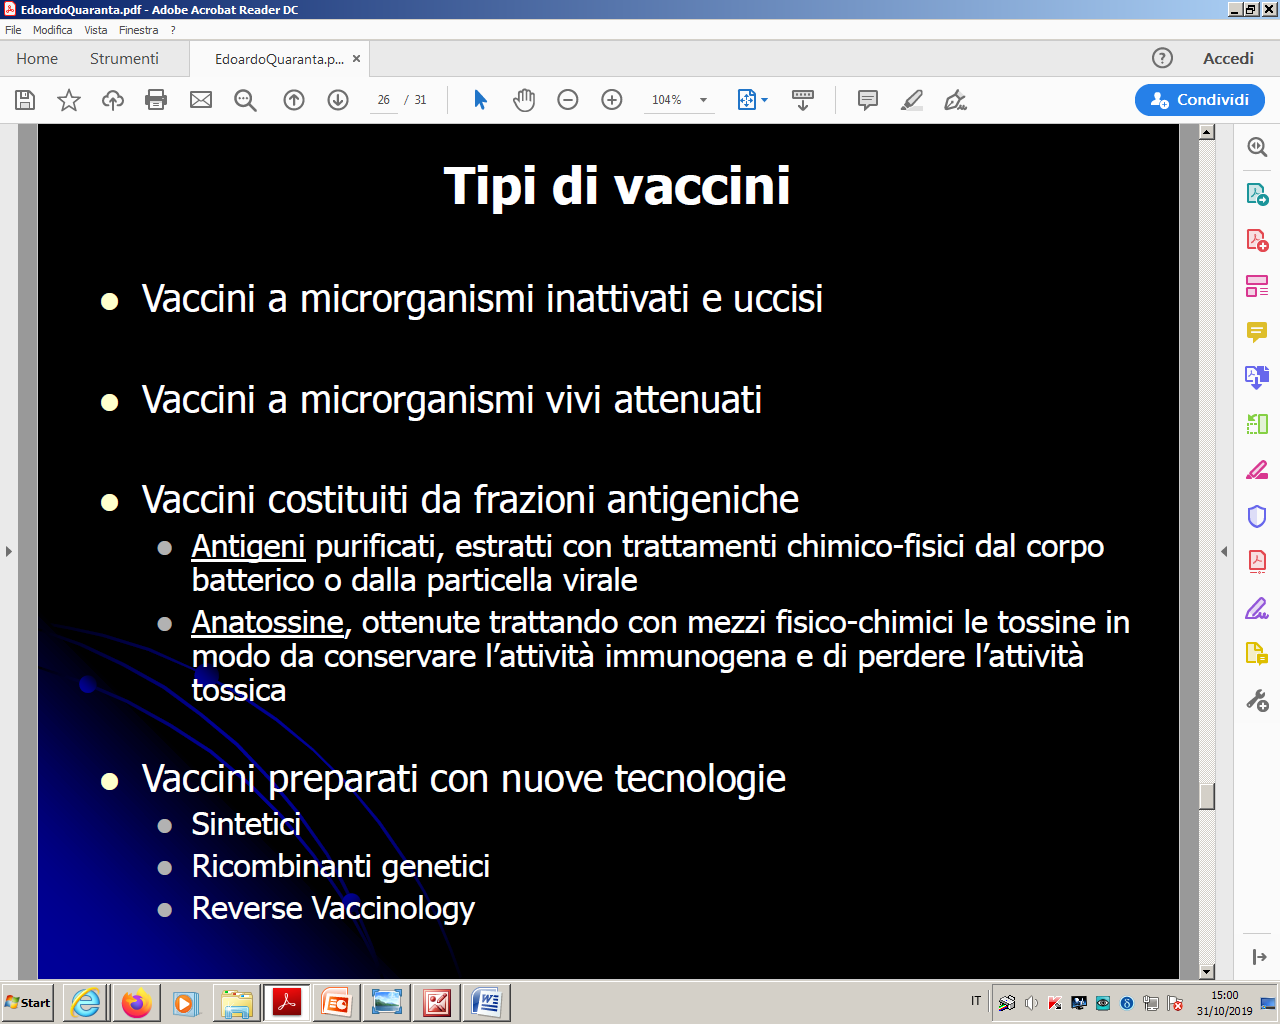 EdoardoQuaranta.pdf - Adobe Acrobat Reader DC
File Modifica Vista Finestra ?
Home Strumenti EdoardoQuaranta.p... × ? Accedi
26 / 31 104% Condividi
Tipi di vaccini
Vaccini a microrganismi inattivati e uccisi
Vaccini a microrganismi vivi attenuati
Vaccini costituiti da frazioni antigeniche
Antigeni purificati, estratti con trattamenti chimico-fisici dal corpo
batterico o dalla particella virale
Anatossine, ottenute trattando con mezzi fisico-chimici le tossine in
modo da conservare l’attività immunogena e di perdere l’attività
tossica
Vaccini preparati con nuove tecnologie
Sintetici
Ricombinanti genetici
Reverse Vaccinology
Start IT 15:00
31/10/2019